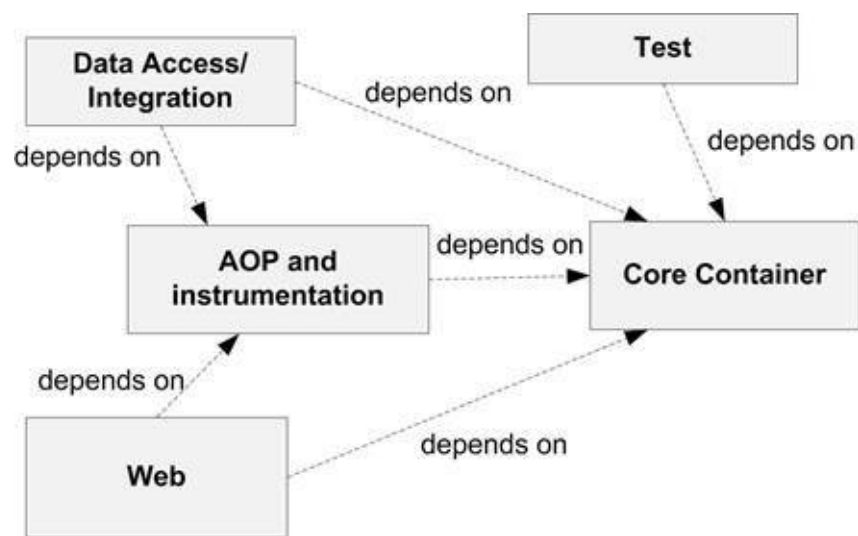 Data Access/
Integration
Test
depends on
depends on
depends on
AOP and
instrumentation
depends on
Core Container
depends on
depends on
Web